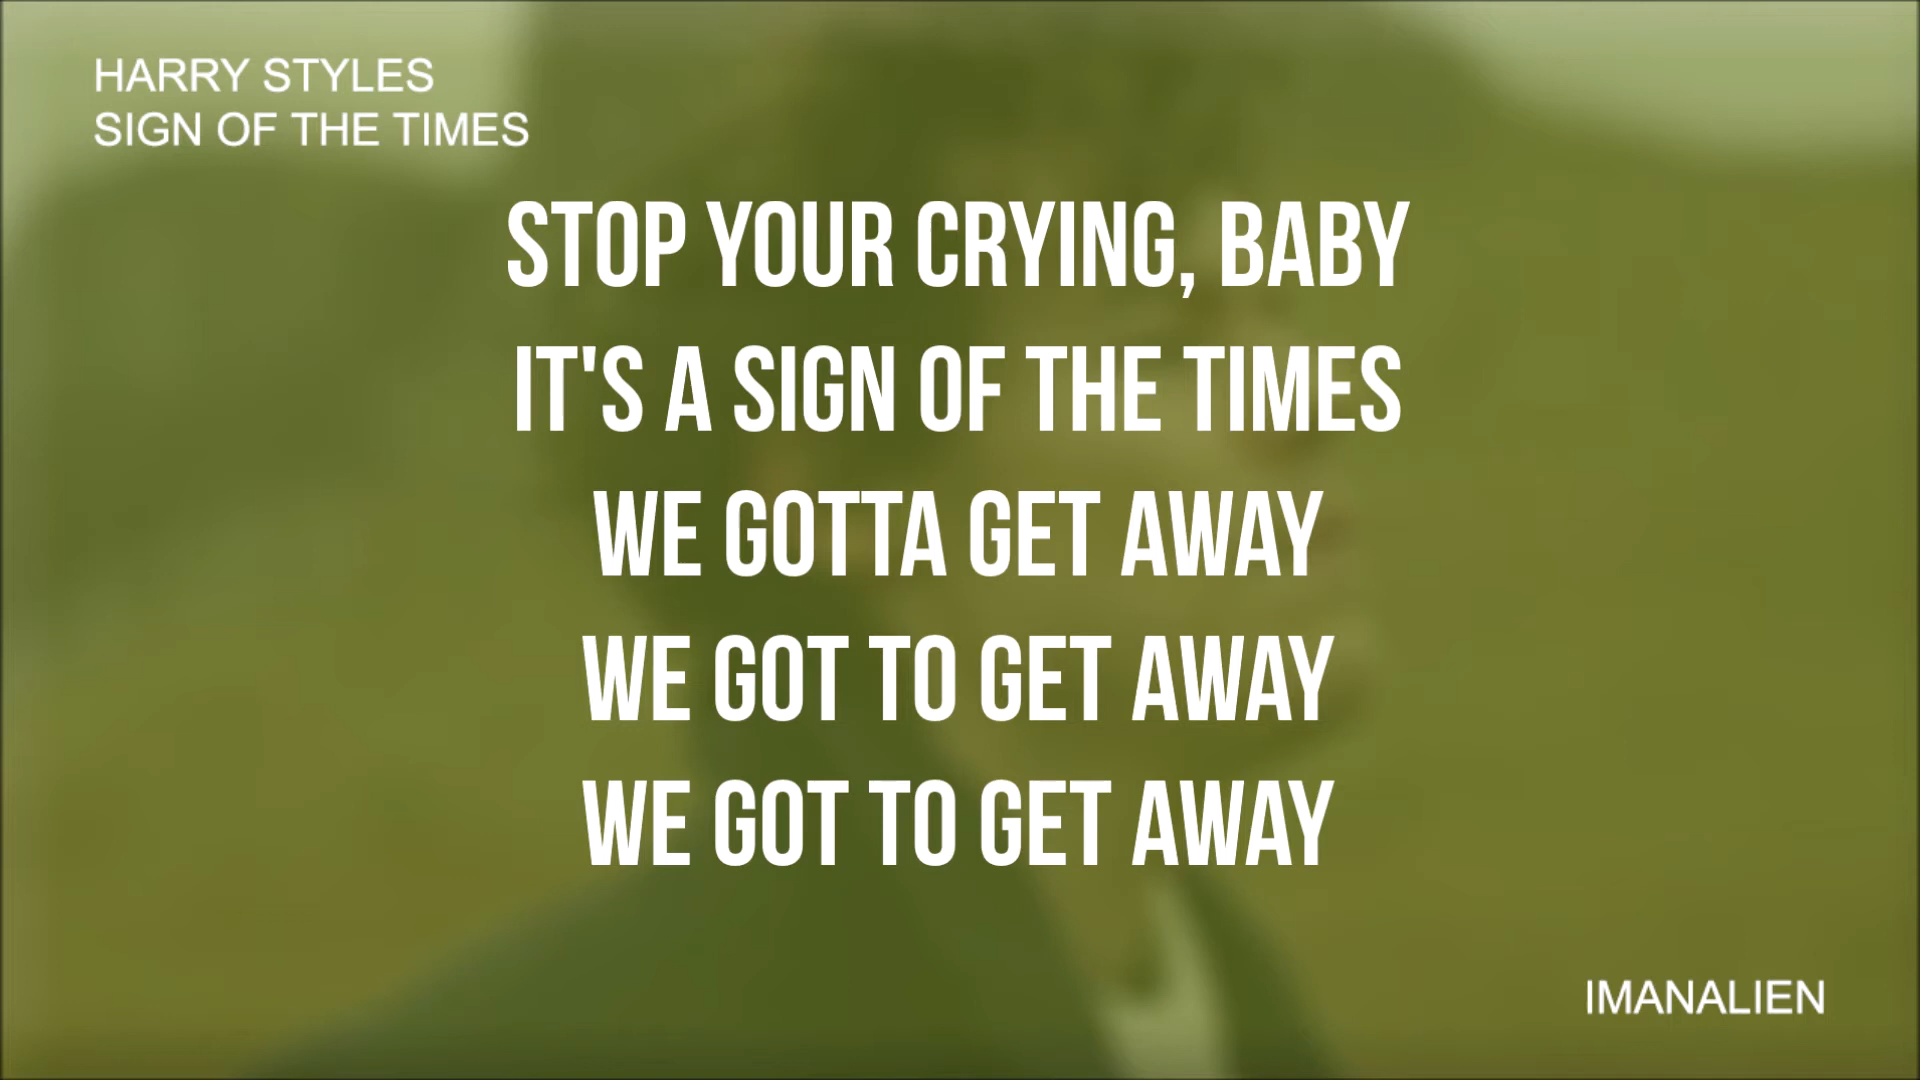 HARRY STYLES
SIGN OF THE TIMES
STOP YOUR CRYING, BABY
IT'S A SIGN OF THE TIMES
WE GOTTA GET AWAY
WE GOT TO GET AWAY
WE GOT TO GET AWAY
IMANALIEN